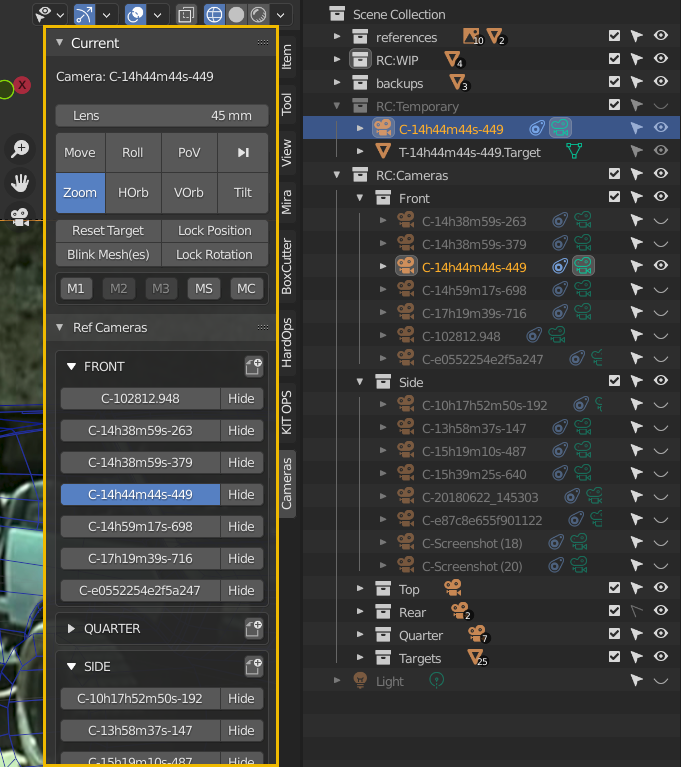 Current
Camera: C-14h44m44s-449
Lens 45 mm
Move Roll PoV
Zoom HOrb VOrb Tilt
Reset Target Lock Position
Blink Mesh(es) Lock Rotation
M1 M2 M3 MS MC
Ref Cameras
FRONT
C-102812.948 Hide
C-14h38m59s-263 Hide
C-14h38m59s-379 Hide
C-14h44m44s-449 Hide
C-14h59m17s-698 Hide
C-17h19m39s-716 Hide
C-e0552254e2f5a247 Hide
QUARTER
SIDE
C-10h17h52m50s-192 Hide
C-13h58m37s-147 Hide
C-15h19m10s-487 Hide
X
Item
Tool
View
Mira
BoxCutter
HardOps
KIT OPS
Cameras
Scene Collection
references 10 2
RC:WIP 4
backups 3
RC:Temporary
C-14h44m44s-449
T-14h44m44s-449.Target
RC:Cameras
Front
C-14h38m59s-263
C-14h38m59s-379
C-14h44m44s-449
C-14h59m17s-698
C-17h19m39s-716
C-102812.948
C-e0552254e2f5a247
Side
C-10h17h52m50s-192
C-13h58m37s-147
C-15h19m10s-487
C-15h39m25s-640
C-20180622_145303
C-e87c8e655f901122
C-Screenshot (18)
C-Screenshot (20)
Top
Rear 2
Quarter 7
Targets 25
Light